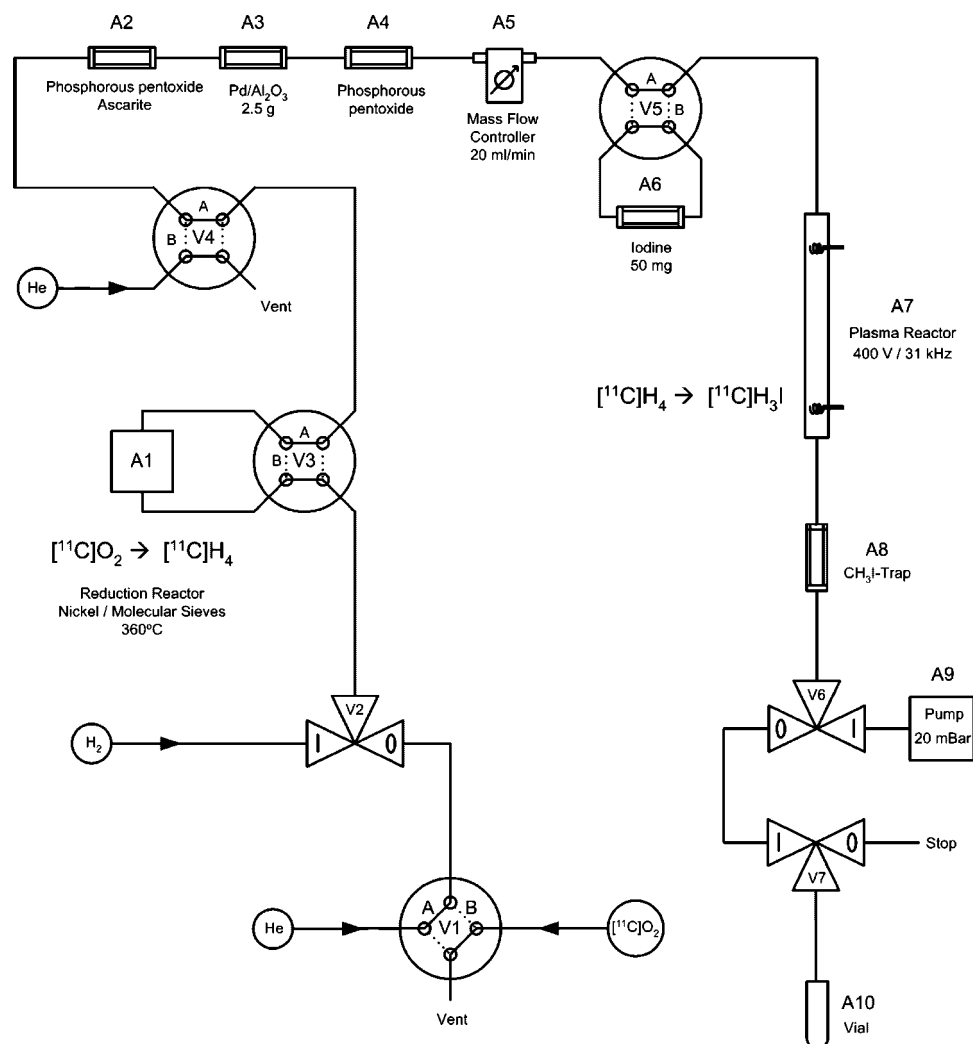 A2
A3
A4
A5
Phosphorous pentoxide
Ascarite
Pd/Al₂O₃
2.5 g
Phosphorous
pentoxide
Mass Flow
Controller
20 ml/min
A
V5
B
A6
Iodine
50 mg
A
B
V4
He
Vent
A7
Plasma Reactor
400 V / 31 kHz
[¹¹C]H₄ → [¹¹C]H₃I
A1
A
B
V3
[¹¹C]O₂ → [¹¹C]H₄
Reduction Reactor
Nickel / Molecular Sieves
360ºC
A8
CH₃I-Trap
V2
H₂
I
O
V6
O
I
A9
Pump
20 mBar
I
O
V7
Stop
He
A
B
V1
[¹¹C]O₂
Vent
A10
Vial